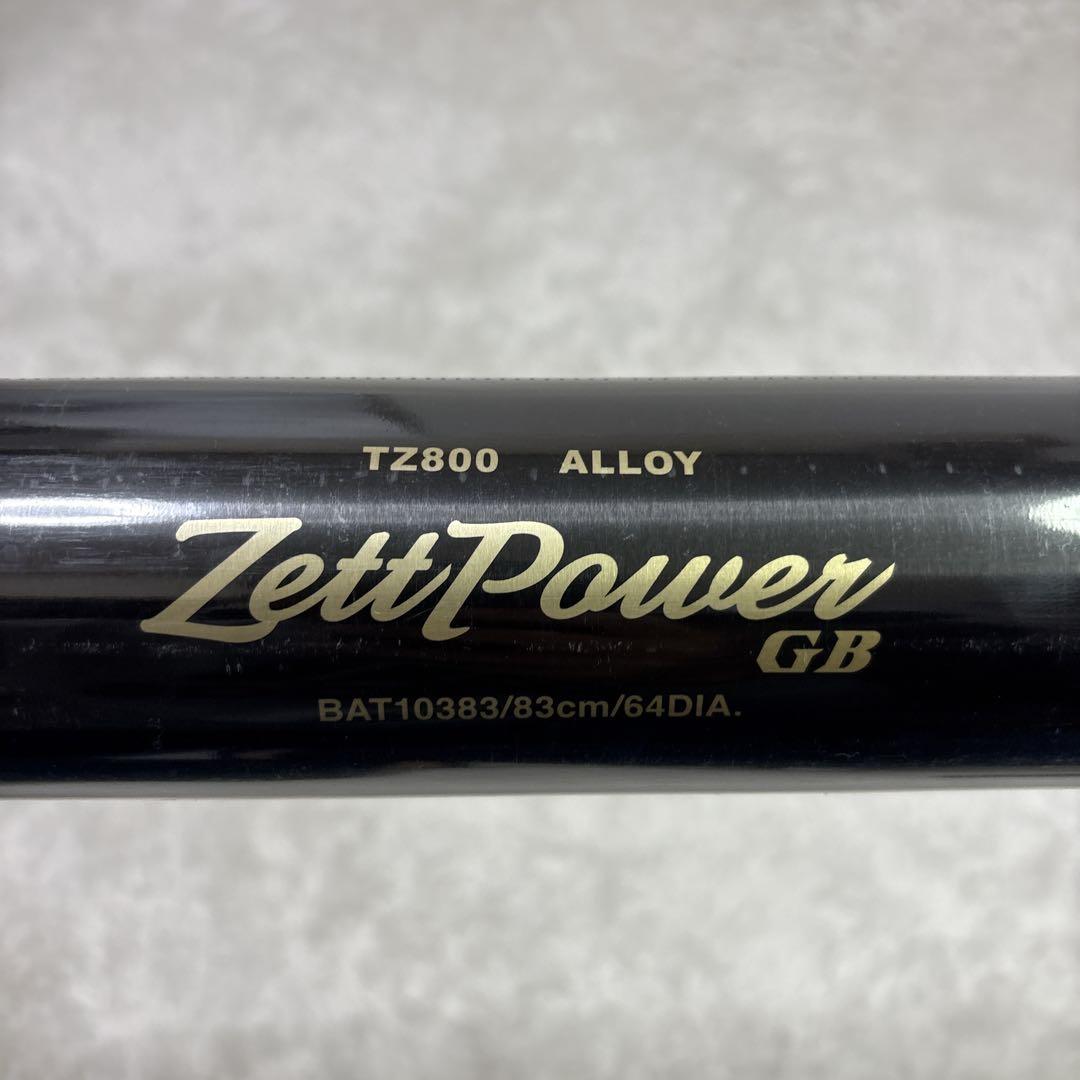 TZ800 ALLOY
ZettPower
GB
BAT10383/83cm/64DIA.